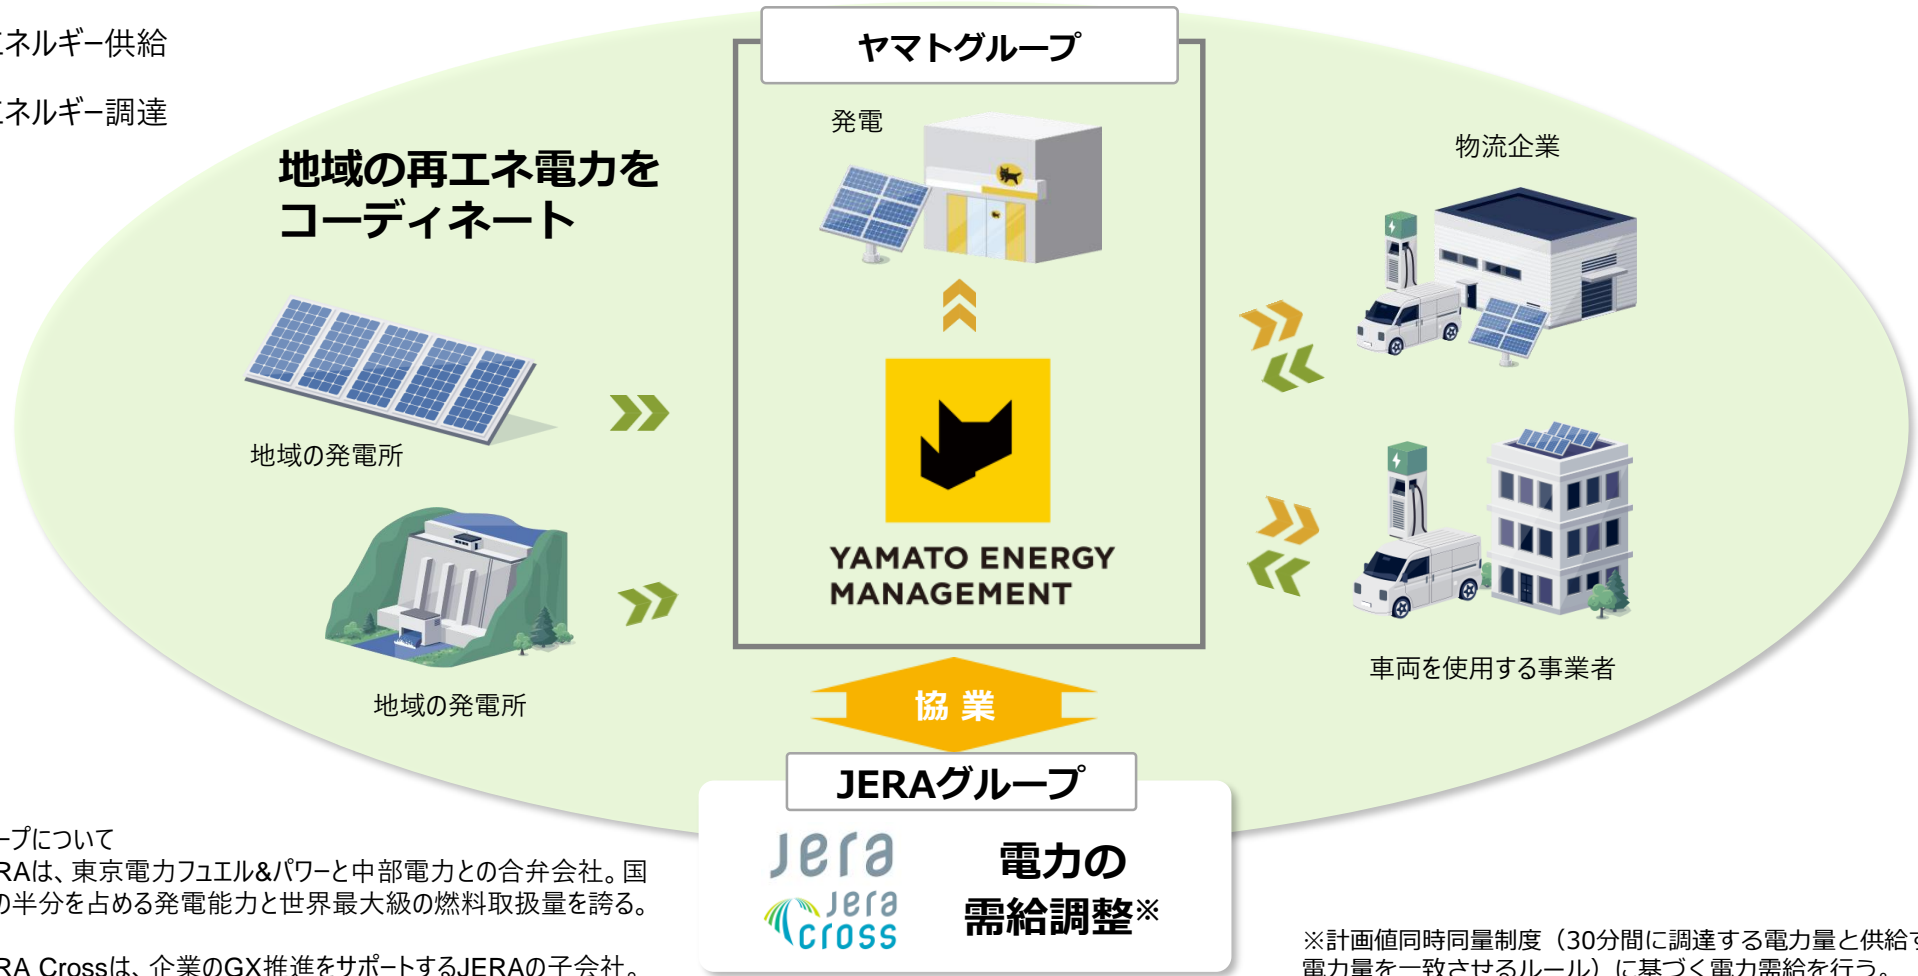 ネルギー供給
ネルギー調達
地域の再エネ電力を
コーディネート
ヤマトグループ
発電
物流企業
地域の発電所
YAMATO ENERGY
MANAGEMENT
地域の発電所
車両を使用する事業者
協業
JERAグループ
jera
jera
cross
電力の
需給調整※
ープについて
RAは、東京電力フュエル&パワーと中部電力との合弁会社。国
の半分を占める発電能力と世界最大級の燃料取扱量を誇る。
RA Crossは、企業のGX推進をサポートするJERAの子会社。
※計画値同時同量制度（30分間に調達する電力量と供給す
電力量を一致させるルール）に基づく電力需給を行う。